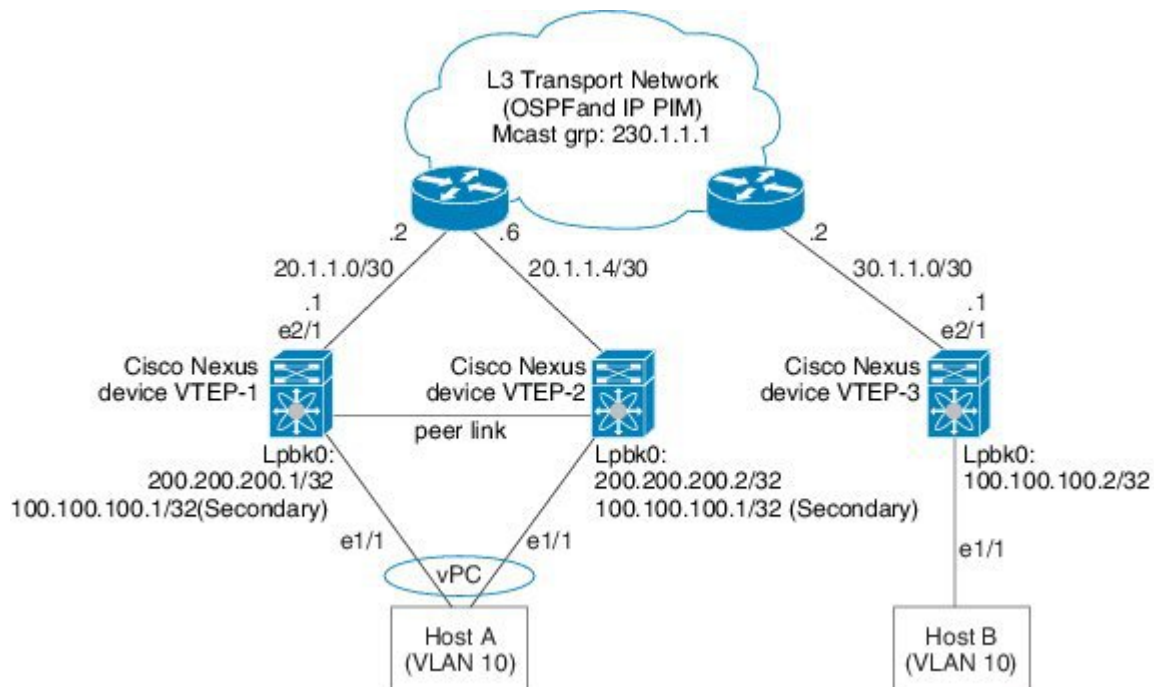 L3 Transport Network
(OSPFand IP PIM)
Mcast grp: 230.1.1.1
.2
.6
.2
20.1.1.0/30
20.1.1.4/30
30.1.1.0/30
.1
e2/1
.1
e2/1
Cisco Nexus
device VTEP-1
Cisco Nexus
device VTEP-2
Cisco Nexus
device VTEP-3
peer link
Lpbk0:
200.200.200.1/32
100.100.100.1/32(Secondary)
Lpbk0:
200.200.200.2/32
100.100.100.1/32 (Secondary)
Lpbk0:
100.100.100.2/32
e1/1
e1/1
e1/1
vPC
Host A
(VLAN 10)
Host B
(VLAN 10)